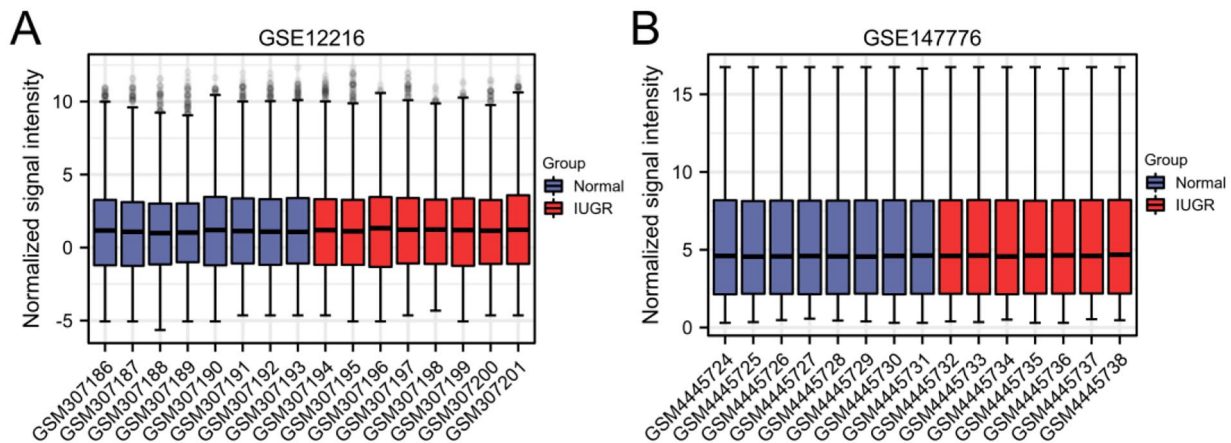 A
GSE12216
Normalized signal intensity
10
5
0
-5
GSM307186
GSM307187
GSM307188
GSM307189
GSM307190
GSM307191
GSM307192
GSM307193
GSM307194
GSM307195
GSM307196
GSM307197
GSM307198
GSM307199
GSM307200
GSM307201
Group
Normal
IUGR
B
GSE147776
Normalized signal intensity
15
10
5
0
GSM4445724
GSM4445725
GSM4445726
GSM4445727
GSM4445728
GSM4445729
GSM4445730
GSM4445731
GSM4445732
GSM4445733
GSM4445734
GSM4445735
GSM4445736
GSM4445737
GSM4445738
Group
Normal
IUGR